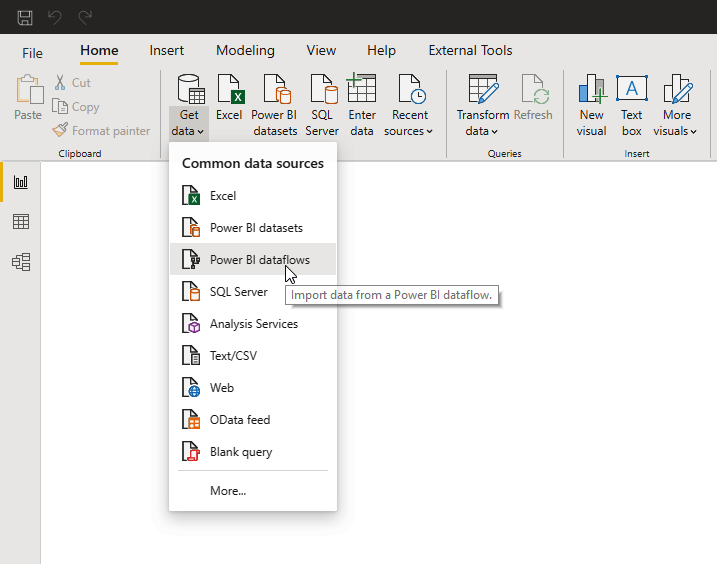 File Home Insert Modeling View Help External Tools
Paste
Cut
Copy
Format painter
Clipboard
Get
data
Excel
Power BI
datasets
SQL
Server
Enter
data
Recent
sources
Transform
data
Refresh
Queries
New
visual
Text
box
More
visuals
Insert
Common data sources
Excel
Power BI datasets
Power BI dataflows
SQL Server
Import data from a Power BI dataflow.
Analysis Services
Text/CSV
Web
OData feed
Blank query
More...